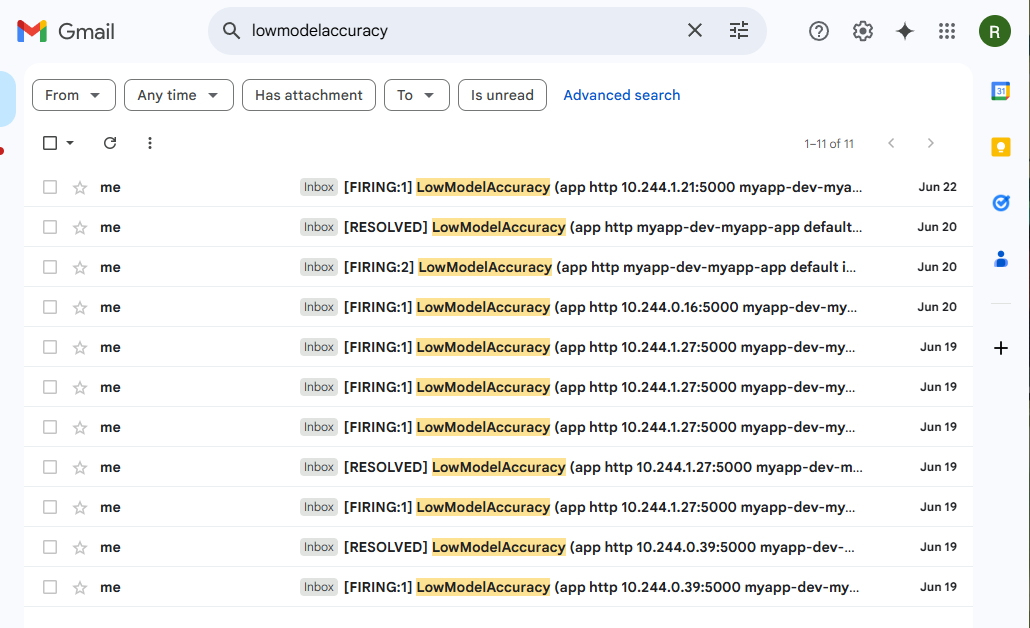 Gmail
lowmodelaccuracy
R
From
Any time
Has attachment
To
Is unread
Advanced search
31
1–11 of 11
me Inbox [FIRING:1] LowModelAccuracy (app http 10.244.1.21:5000 myapp-dev-mya... Jun 22
me Inbox [RESOLVED] LowModelAccuracy (app http myapp-dev-myapp-app default... Jun 20
me Inbox [FIRING:2] LowModelAccuracy (app http myapp-dev-myapp-app default i... Jun 20
me Inbox [FIRING:1] LowModelAccuracy (app http 10.244.0.16:5000 myapp-dev-my... Jun 20
me Inbox [FIRING:1] LowModelAccuracy (app http 10.244.1.27:5000 myapp-dev-my... Jun 19
me Inbox [FIRING:1] LowModelAccuracy (app http 10.244.1.27:5000 myapp-dev-my... Jun 19
me Inbox [FIRING:1] LowModelAccuracy (app http 10.244.1.27:5000 myapp-dev-my... Jun 19
me Inbox [RESOLVED] LowModelAccuracy (app http 10.244.1.27:5000 myapp-dev-m... Jun 19
me Inbox [FIRING:1] LowModelAccuracy (app http 10.244.1.27:5000 myapp-dev-my... Jun 19
me Inbox [RESOLVED] LowModelAccuracy (app http 10.244.0.39:5000 myapp-dev-... Jun 19
me Inbox [FIRING:1] LowModelAccuracy (app http 10.244.0.39:5000 myapp-dev-my... Jun 19